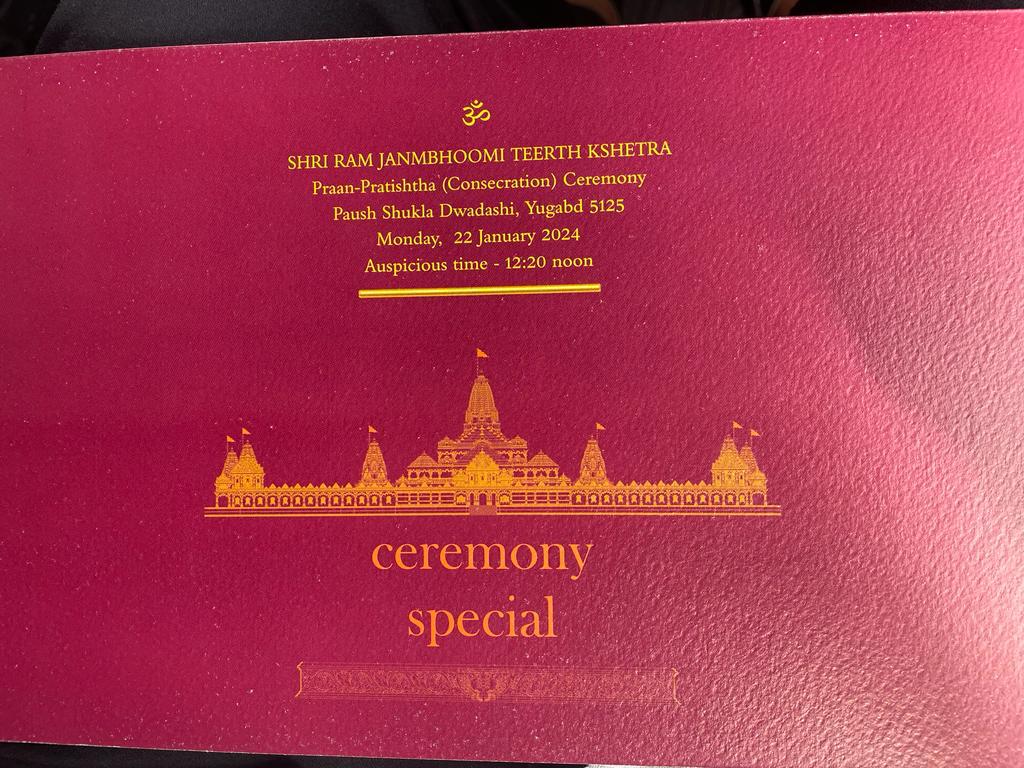 ॐ
SHRI RAM JANMBHOOMI TEERTH KSHETRA
Praan-Pratishtha (Consecration) Ceremony
Paush Shukla Dwadashi, Yugabd 5125
Monday, 22 January 2024
Auspicious time - 12:20 noon
ceremony
special